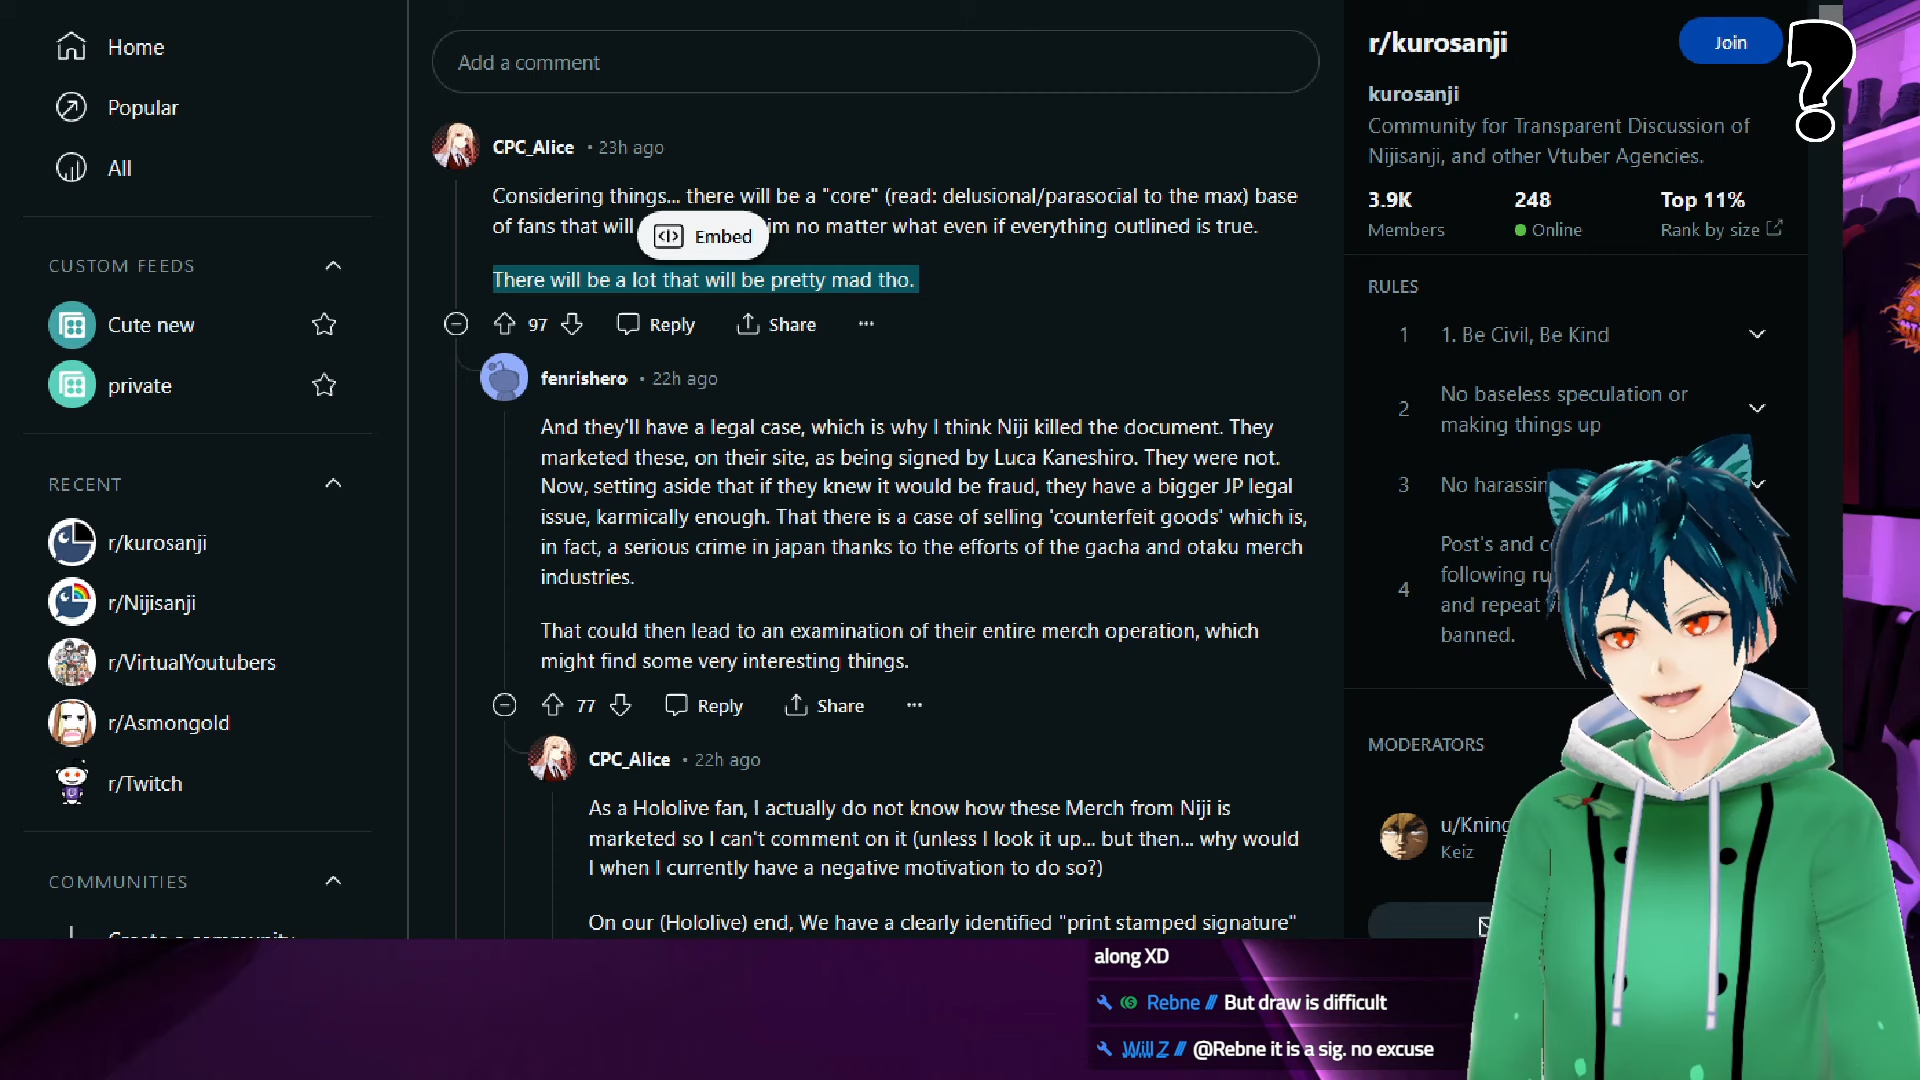 Home
Popular
All
CUSTOM FEEDS
Cute new
private
RECENT
r/kurosanji
r/Nijisanji
r/VirtualYoutubers
r/Asmongold
r/Twitch
COMMUNITIES
Create a community
Add a comment
CPC_Alice • 23h ago
Considering things... there will be a "core" (read: delusional/parasocial to the max) base
of fans that will im no matter what even if everything outlined is true.
Embed
There will be a lot that will be pretty mad tho.
97 Reply Share ...
fenrishero • 22h ago
And they'll have a legal case, which is why I think Niji killed the document. They
marketed these, on their site, as being signed by Luca Kaneshiro. They were not.
Now, setting aside that if they knew it would be fraud, they have a bigger JP legal
issue, karmically enough. That there is a case of selling 'counterfeit goods' which is,
in fact, a serious crime in japan thanks to the efforts of the gacha and otaku merch
industries.
That could then lead to an examination of their entire merch operation, which
might find some very interesting things.
77 Reply Share ...
CPC_Alice • 22h ago
As a Hololive fan, I actually do not know how these Merch from Niji is
marketed so I can't comment on it (unless I look it up... but then... why would
I when I currently have a negative motivation to do so?)
On our (Hololive) end, We have a clearly identified "print stamped signature"
r/kurosanji
Join
?
kurosanji
Community for Transparent Discussion of
Nijisanji, and other Vtuber Agencies.
3.9K 248 Top 11%
Members Online Rank by size
RULES
1 1. Be Civil, Be Kind
2 No baseless speculation or
making things up
3 No harassin
4 Post's and c
following ru
and repeat vi
banned.
MODERATORS
u/Kning
Keiz
along XD
Rebne // But draw is difficult
Will Z // @Rebne it is a sig. no excuse